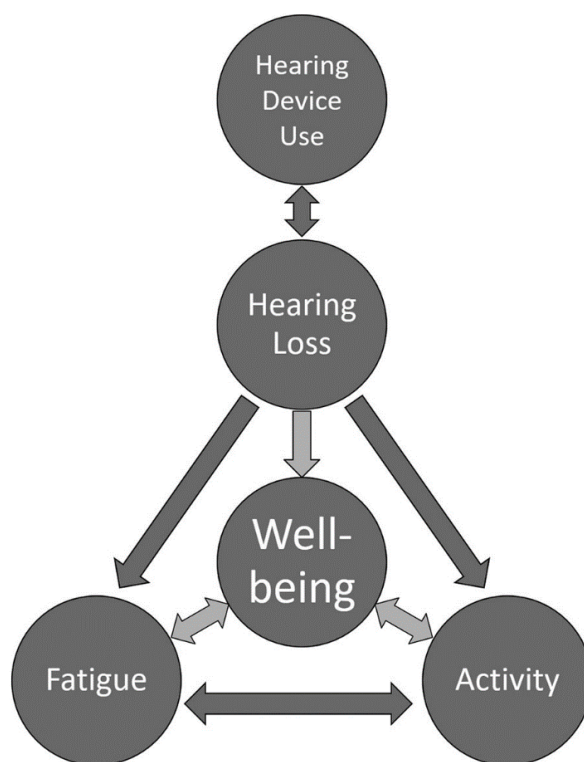 Hearing
Device
Use
Hearing
Loss
Well-
being
Fatigue
Activity